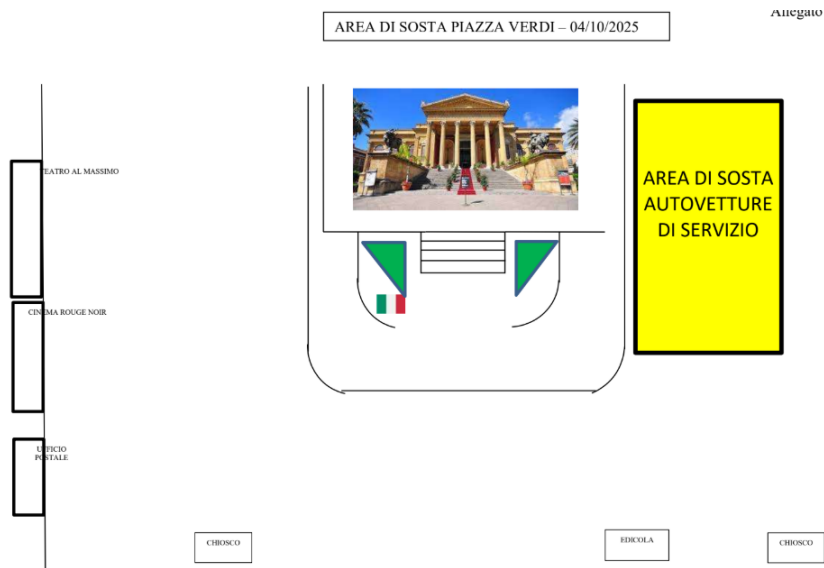 Allegato
AREA DI SOSTA PIAZZA VERDI – 04/10/2025
TEATRO AL MASSIMO
AREA DI SOSTA
AUTOVETTURE
DI SERVIZIO
CINEMA ROUGE NOIR
UFFICIO
POSTALE
CHIOSCO
EDICOLA
CHIOSCO